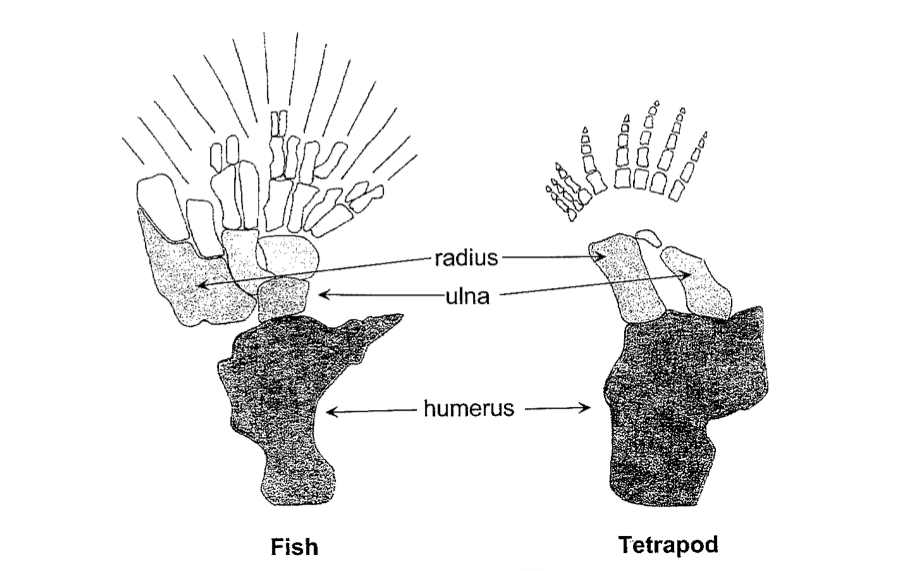 radius
ulna
humerus
Fish
Tetrapod